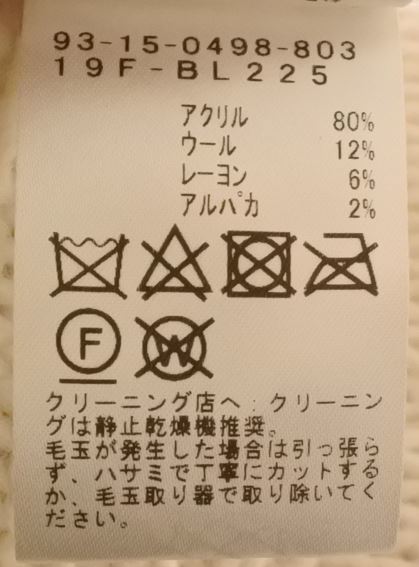 93-15-0498-803
19F-BL225
アクリル 80%
ウール 12%
レーヨン 6%
アルパカ 2%
F
W
クリーニング店へ:クリーニン
グは静止乾燥機推奨。
毛玉が発生した場合は引っ張ら
ず、ハサミで丁寧にカットする
か、毛玉取り器で取り除いてく
ださい。